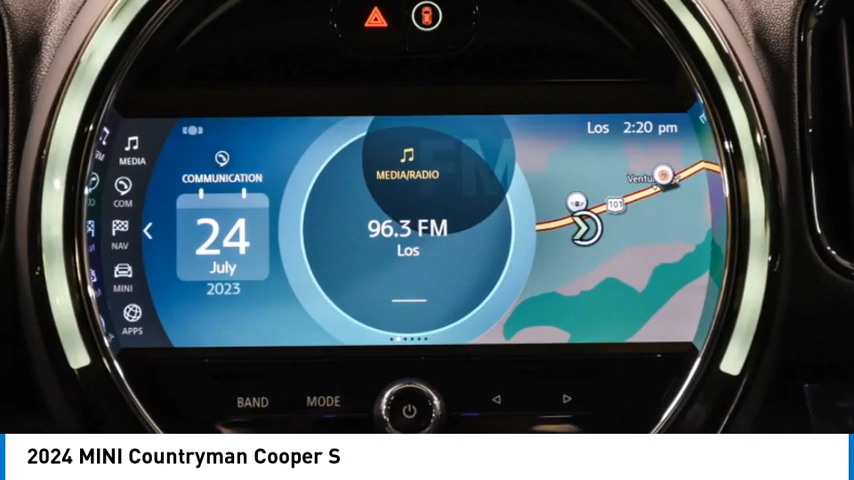 Los 2:20 pm
MEDIA
COM
NAV
MINI
APPS
COMMUNICATION
24
July
2023
MEDIA/RADIO
FM
96.3 FM
Los
101
BAND MODE
2024 MINI Countryman Cooper S